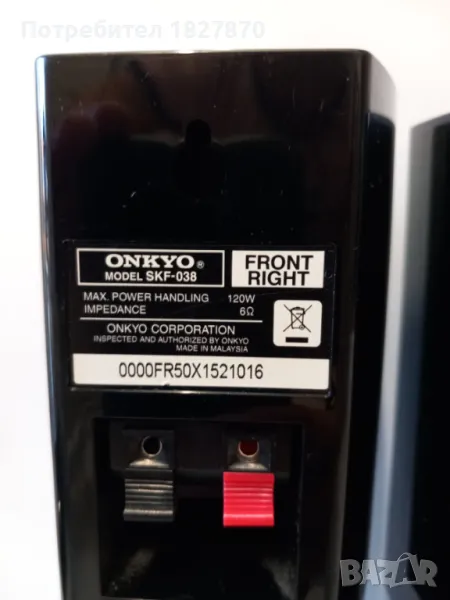 Потребител 1827870
ONKYO®
MODEL SKF-038
FRONT
RIGHT
MAX. POWER HANDLING 120W
IMPEDANCE 6Ω
ONKYO CORPORATION
INSPECTED AND AUTHORIZED BY ONKYO
MADE IN MALAYSIA
0000FR50X1521016
BAZAR